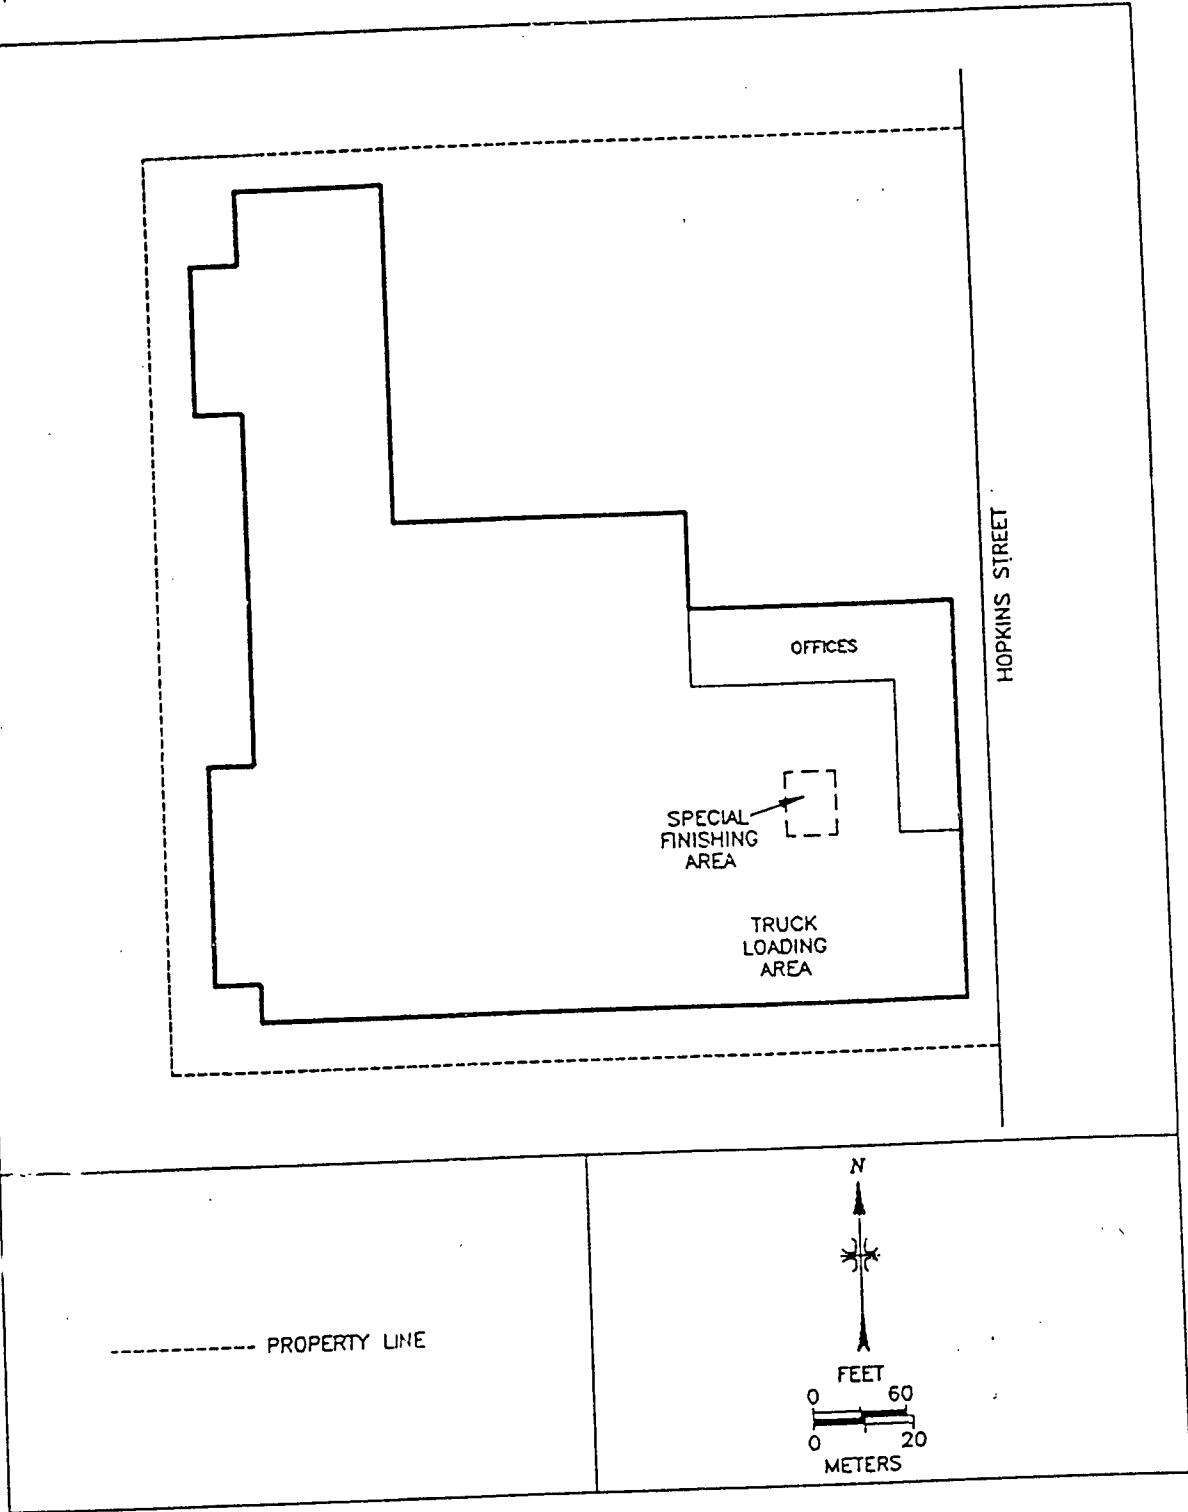 HOPKINS STREET
OFFICES
SPECIAL
FINISHING
AREA
TRUCK
LOADING
AREA
PROPERTY LINE
N
FEET
0 60
0 20
METERS